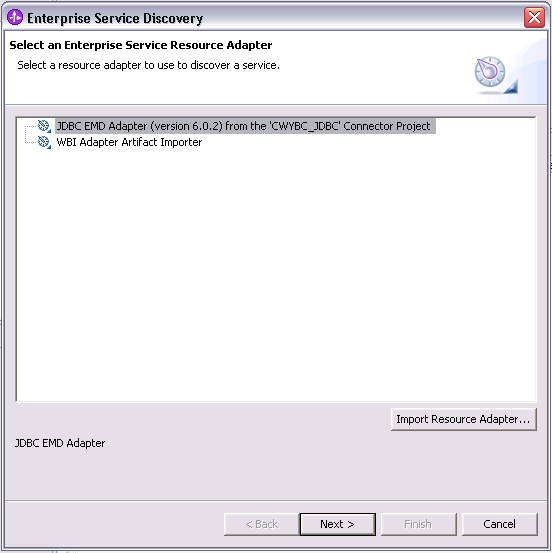 Enterprise Service Discovery
Select an Enterprise Service Resource Adapter
Select a resource adapter to use to discover a service.
JDBC EMD Adapter (version 6.0.2) from the 'CWYBC_JDBC' Connector Project
WBI Adapter Artifact Importer
Import Resource Adapter...
JDBC EMD Adapter
< Back
Next >
Finish
Cancel